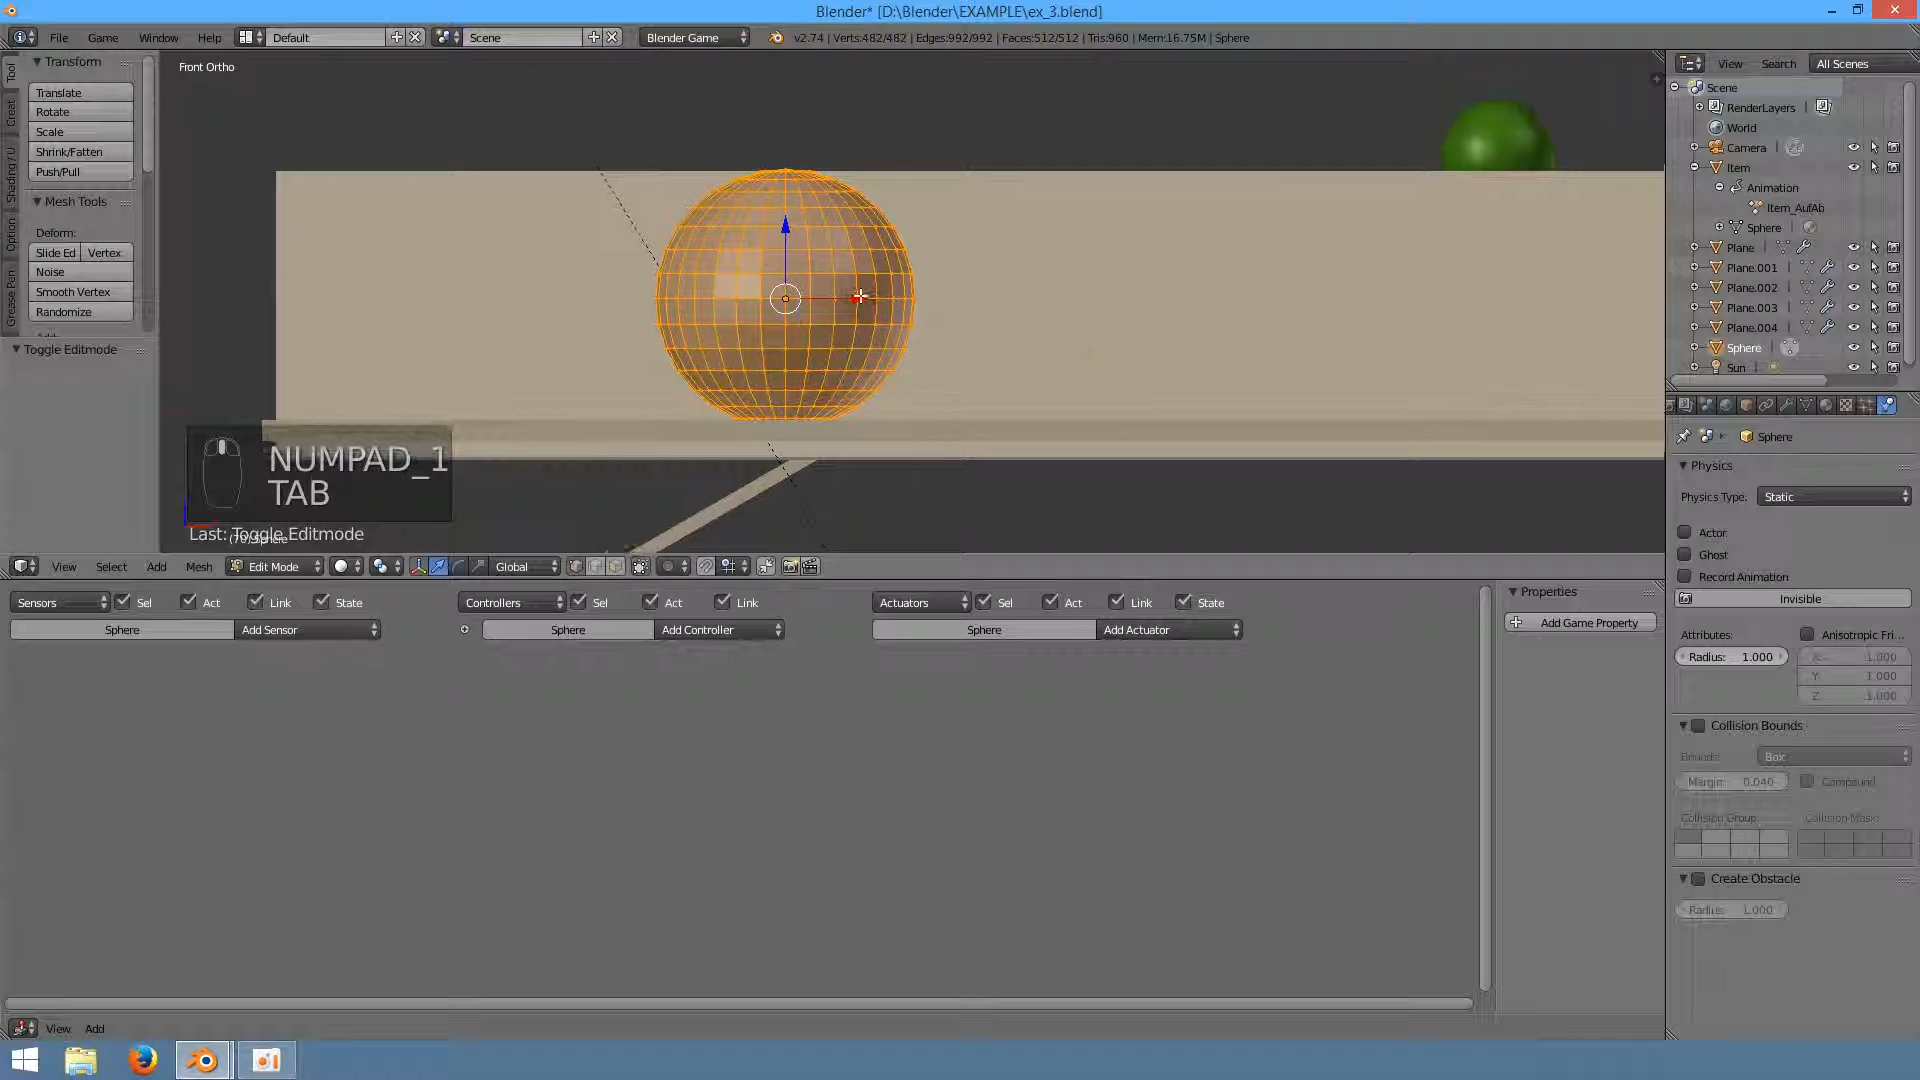 Blender* [D:\Blender\EXAMPLE\ex_3.blend]
File Game Window Help Default Scene Blender Game v2.74 | Verts:482/482 | Edges:992/992 | Faces:512/512 | Tris:960 | Mem:16.75M | Sphere
Tool
Creat
Shading / U
Option
Grease Pen
Transform
Translate
Rotate
Scale
Shrink/Fatten
Push/Pull
Mesh Tools
Deform:
Slide Ed Vertex
Noise
Smooth Vertex
Randomize
Toggle Editmode
Front Ortho
NUMPAD_1
TAB
Last: Toggle Editmode
View Select Add Mesh Edit Mode Global
View Search All Scenes
Scene
RenderLayers
World
Camera
Item
Animation
Item_AufAb
Sphere
Plane
Plane.001
Plane.002
Plane.003
Plane.004
Sphere
Sun
Sphere
Physics
Physics Type: Static
Actor
Ghost
Record Animation
Invisible
Attributes: Anisotropic Fri...
Radius: 1.000 X: 1.000
Y: 1.000
Z: 1.000
Collision Bounds
Bounds: Box
Margin: 0.040 Compound
Collision Group: Collision Mask:
Create Obstacle
Radius: 1.000
Sensors Sel Act Link State
Sphere Add Sensor
Controllers Sel Act Link
Sphere Add Controller
Actuators Sel Act Link State
Sphere Add Actuator
Properties
Add Game Property
View Add